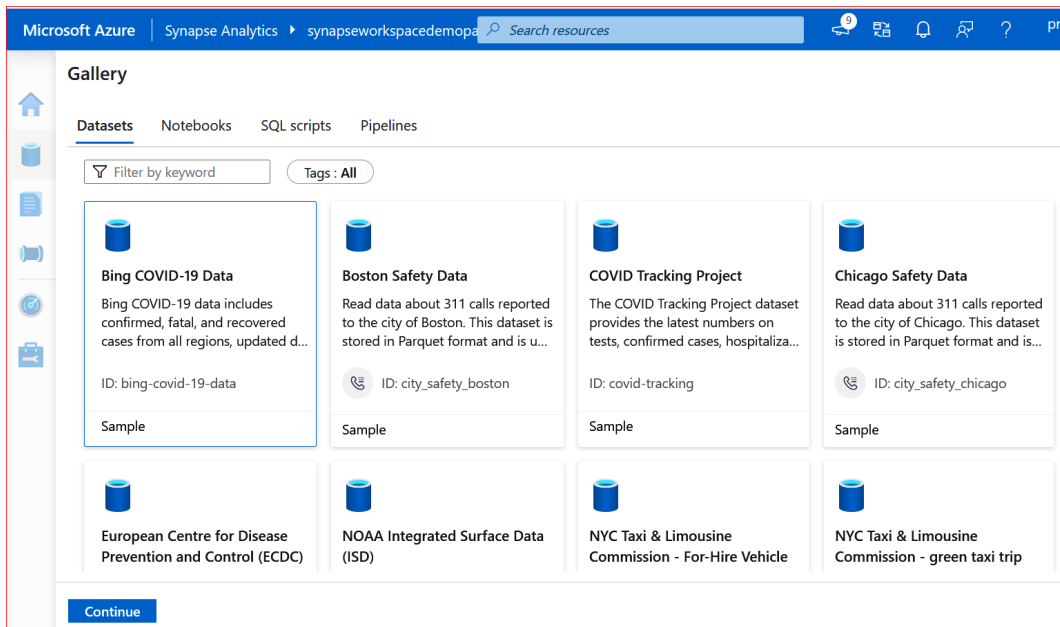 Microsoft Azure
Synapse Analytics
synapseworkspacedemopa
Search resources
9
pr
Gallery
Datasets
Notebooks
SQL scripts
Pipelines
Filter by keyword
Tags : All
Bing COVID-19 Data
Bing COVID-19 data includes
confirmed, fatal, and recovered
cases from all regions, updated d...
ID: bing-covid-19-data
Sample
Boston Safety Data
Read data about 311 calls reported
to the city of Boston. This dataset is
stored in Parquet format and is u...
ID: city_safety_boston
Sample
COVID Tracking Project
The COVID Tracking Project dataset
provides the latest numbers on
tests, confirmed cases, hospitaliza...
ID: covid-tracking
Sample
Chicago Safety Data
Read data about 311 calls reported
to the city of Chicago. This dataset
is stored in Parquet format and is...
ID: city_safety_chicago
Sample
European Centre for Disease
Prevention and Control (ECDC)
NOAA Integrated Surface Data
(ISD)
NYC Taxi & Limousine
Commission - For-Hire Vehicle
NYC Taxi & Limousine
Commission - green taxi trip
Continue